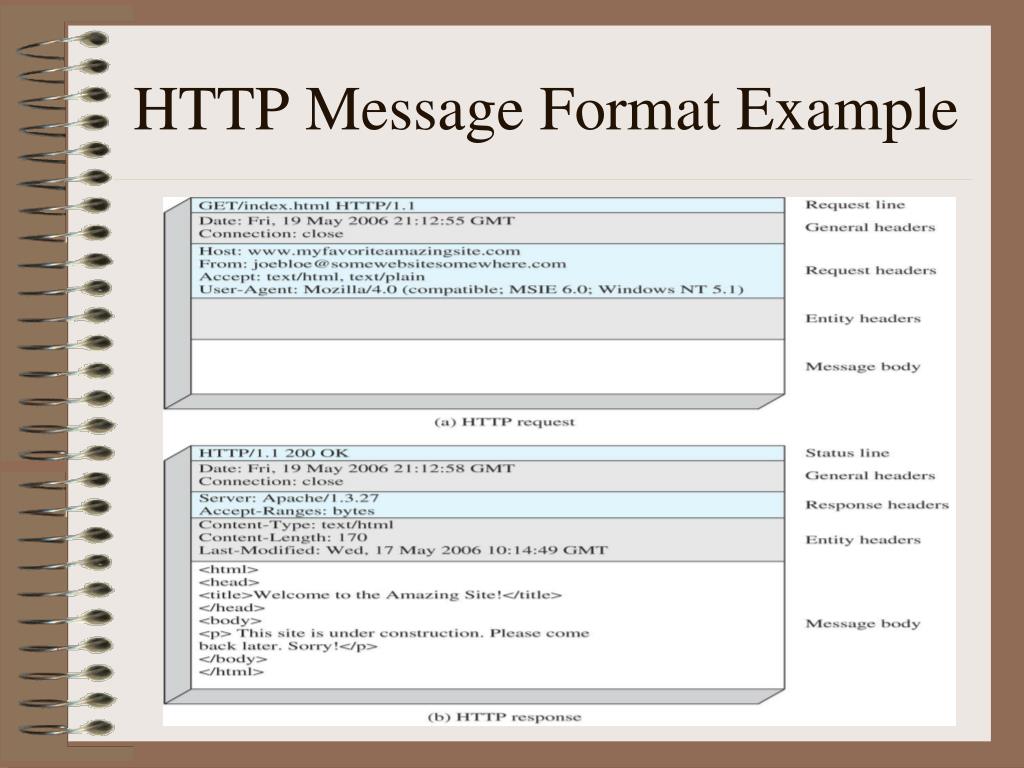 HTTP Message Format Example
GET/index.html HTTP/1.1
Request line
Date: Fri, 19 May 2006 21:12:55 GMT
Connection: close
General headers
Host: www.myfavoriteamazingsite.com
From: joebloe@somewebsitesomewhere.com
Accept: text/html, text/plain
User-Agent: Mozilla/4.0 (compatible; MSIE 6.0; Windows NT 5.1)
Request headers
Entity headers
Message body
(a) HTTP request
HTTP/1.1 200 OK
Status line
Date: Fri, 19 May 2006 21:12:58 GMT
Connection: close
General headers
Server: Apache/1.3.27
Accept-Ranges: bytes
Response headers
Content-Type: text/html
Content-Length: 170
Last-Modified: Wed, 17 May 2006 10:14:49 GMT
Entity headers
<html>
<head>
<title>Welcome to the Amazing Site!</title>
</head>
<body>
<p> This site is under construction. Please come
back later. Sorry!</p>
</body>
</html>
Message body
(b) HTTP response